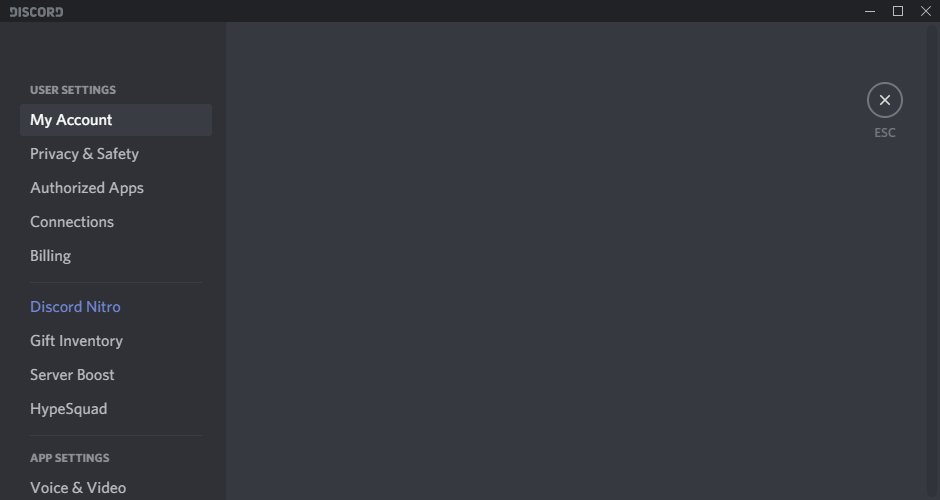 DISCORD
USER SETTINGS
My Account
Privacy & Safety
Authorized Apps
Connections
Billing
Discord Nitro
Gift Inventory
Server Boost
HypeSquad
APP SETTINGS
Voice & Video
ESC